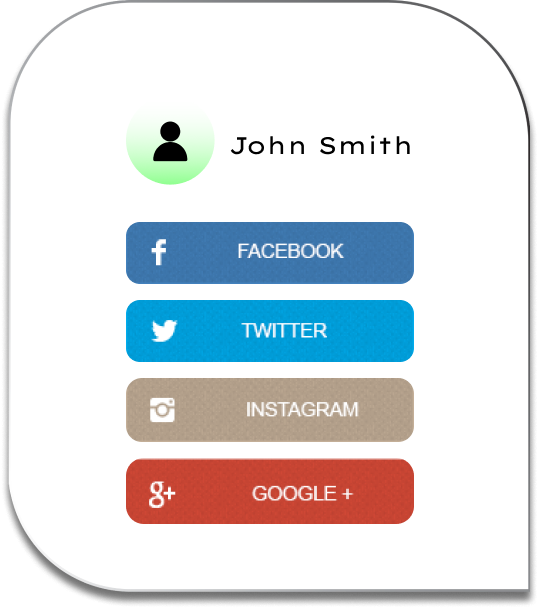 John Smith
FACEBOOK
TWITTER
INSTAGRAM
GOOGLE +